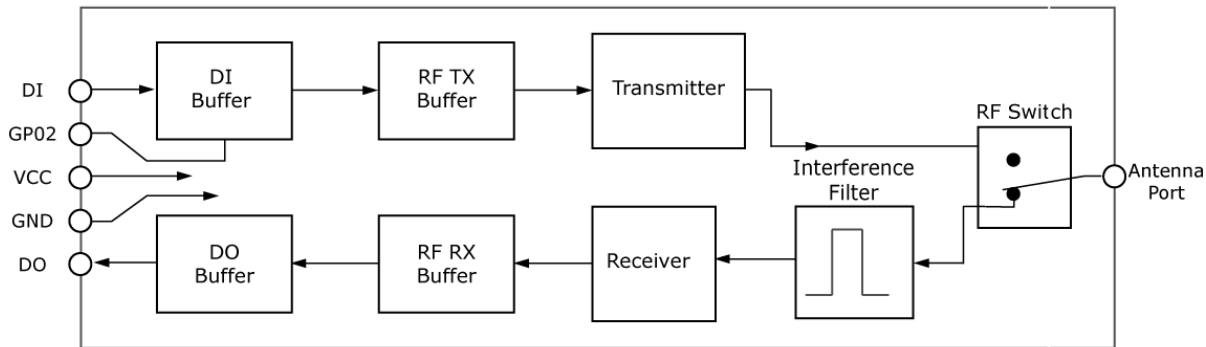 DI
GP02
VCC
GND
DO
DI
Buffer
RF TX
Buffer
Transmitter
RF Switch
Antenna
Port
Interference
Filter
DO
Buffer
RF RX
Buffer
Receiver